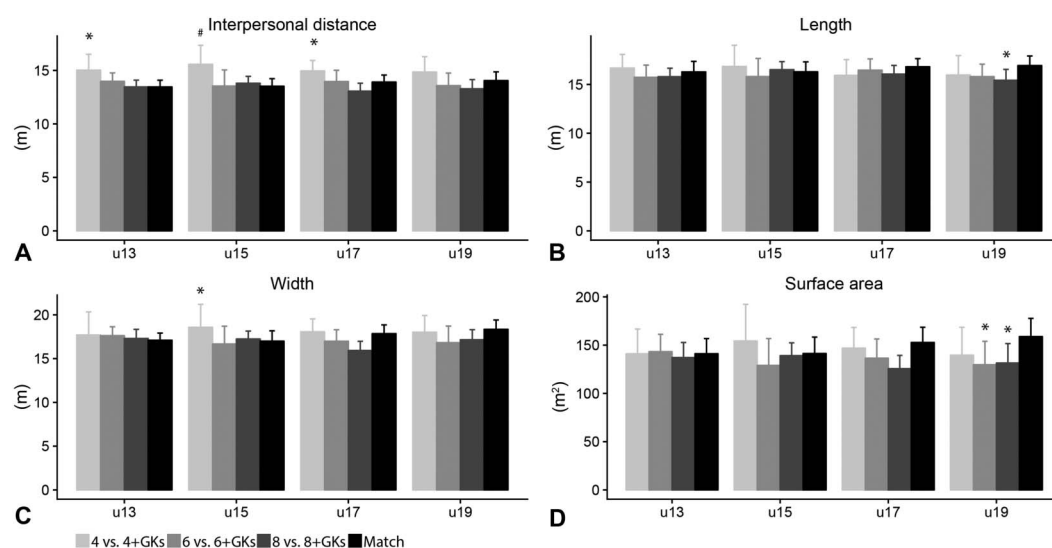 Interpersonal distance
*
#
*
15
10
5
0
(m)
u13
u15
u17
u19
A
Length
*
15
10
5
0
(m)
u13
u15
u17
u19
B
Width
*
20
15
10
5
0
(m)
u13
u15
u17
u19
C
Surface area
* *
200
150
100
50
0
(m²)
u13
u15
u17
u19
D
4 vs. 4+GKs 6 vs. 6+GKs 8 vs. 8+GKs Match